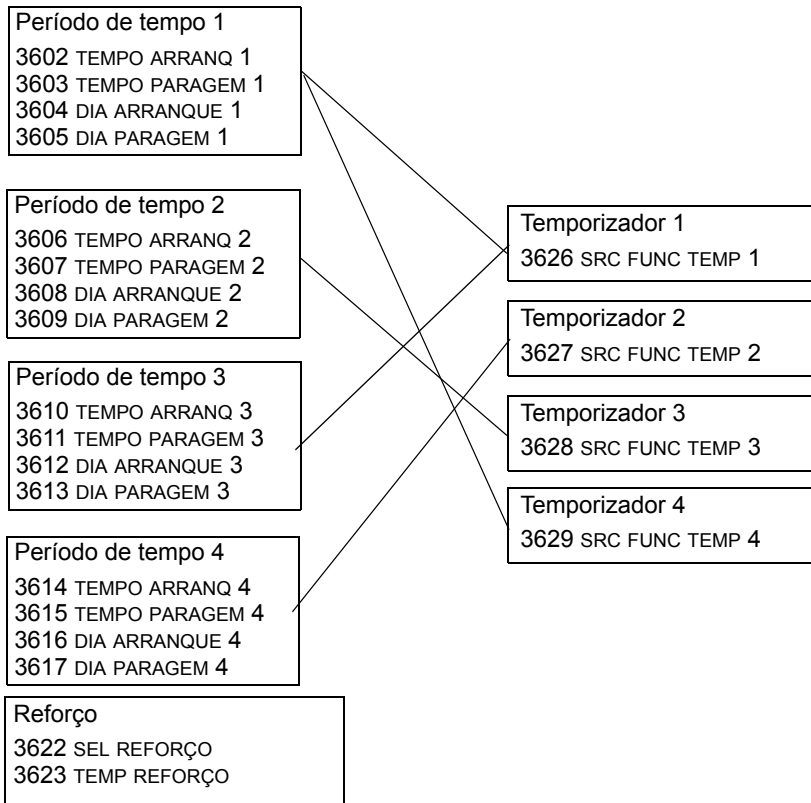 Período de tempo 1
3602 TEMPO ARRANQ 1
3603 TEMPO PARAGEM 1
3604 DIA ARRANQUE 1
3605 DIA PARAGEM 1
Período de tempo 2
3606 TEMPO ARRANQ 2
3607 TEMPO PARAGEM 2
3608 DIA ARRANQUE 2
3609 DIA PARAGEM 2
Período de tempo 3
3610 TEMPO ARRANQ 3
3611 TEMPO PARAGEM 3
3612 DIA ARRANQUE 3
3613 DIA PARAGEM 3
Período de tempo 4
3614 TEMPO ARRANQ 4
3615 TEMPO PARAGEM 4
3616 DIA ARRANQUE 4
3617 DIA PARAGEM 4
Reforço
3622 SEL REFORÇO
3623 TEMP REFORÇO
Temporizador 1
3626 SRC FUNC TEMP 1
Temporizador 2
3627 SRC FUNC TEMP 2
Temporizador 3
3628 SRC FUNC TEMP 3
Temporizador 4
3629 SRC FUNC TEMP 4